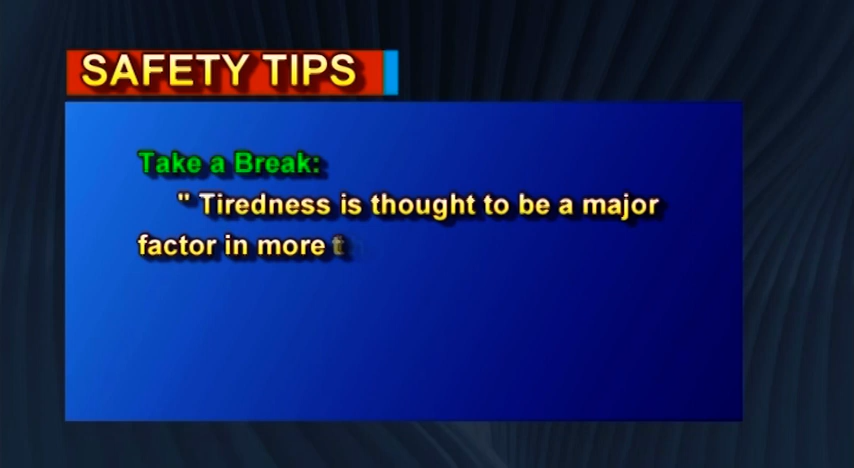 SAFETY TIPS
Take a Break:
" Tiredness is thought to be a major
factor in more